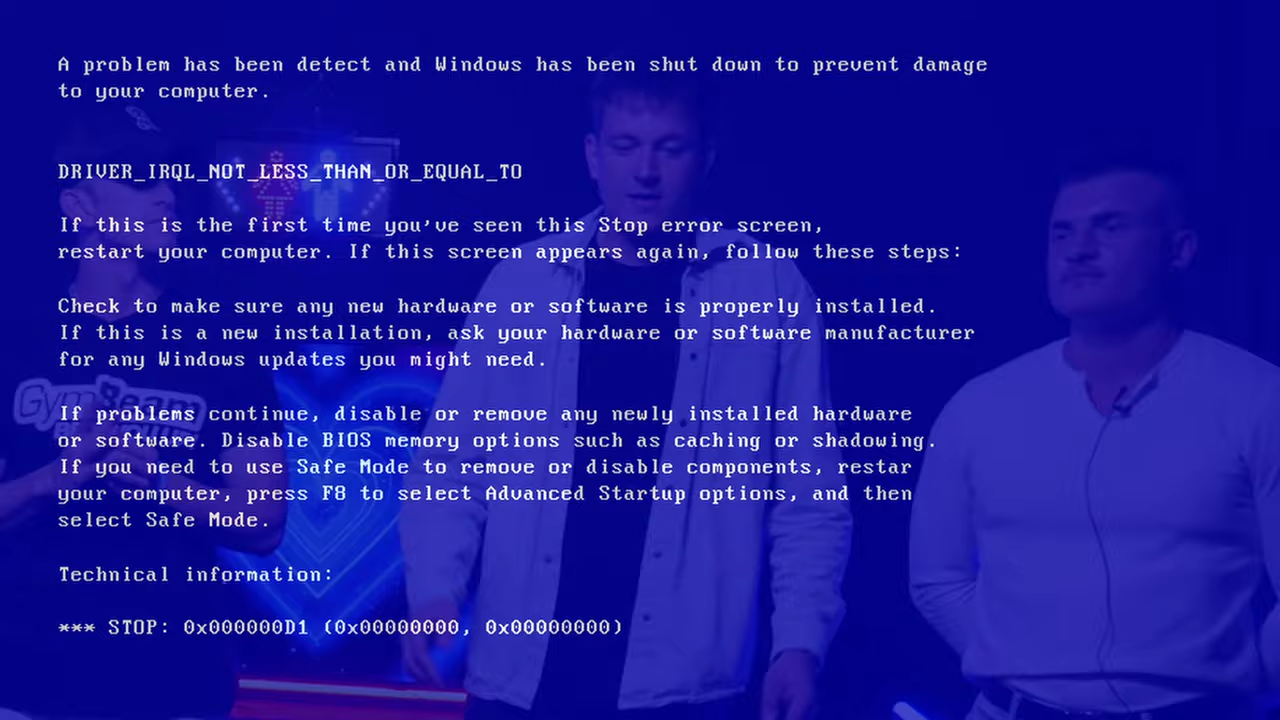 A problem has been detect and Windows has been shut down to prevent damage
to your computer.
DRIVER_IRQL_NOT_LESS_THAN_OR_EQUAL_TO
If this is the first time you've seen this Stop error screen,
restart your computer. If this screen appears again, follow these steps:
Check to make sure any new hardware or software is properly installed.
If this is a new installation, ask your hardware or software manufacturer
for any Windows updates you might need.
GymBeam
If problems continue, disable or remove any newly installed hardware
or software. Disable BIOS memory options such as caching or shadowing.
If you need to use Safe Mode to remove or disable components, restar
your computer, press F8 to select Advanced Startup options, and then
select Safe Mode.
Technical information:
*** STOP: 0x000000D1 (0x00000000, 0x00000000)